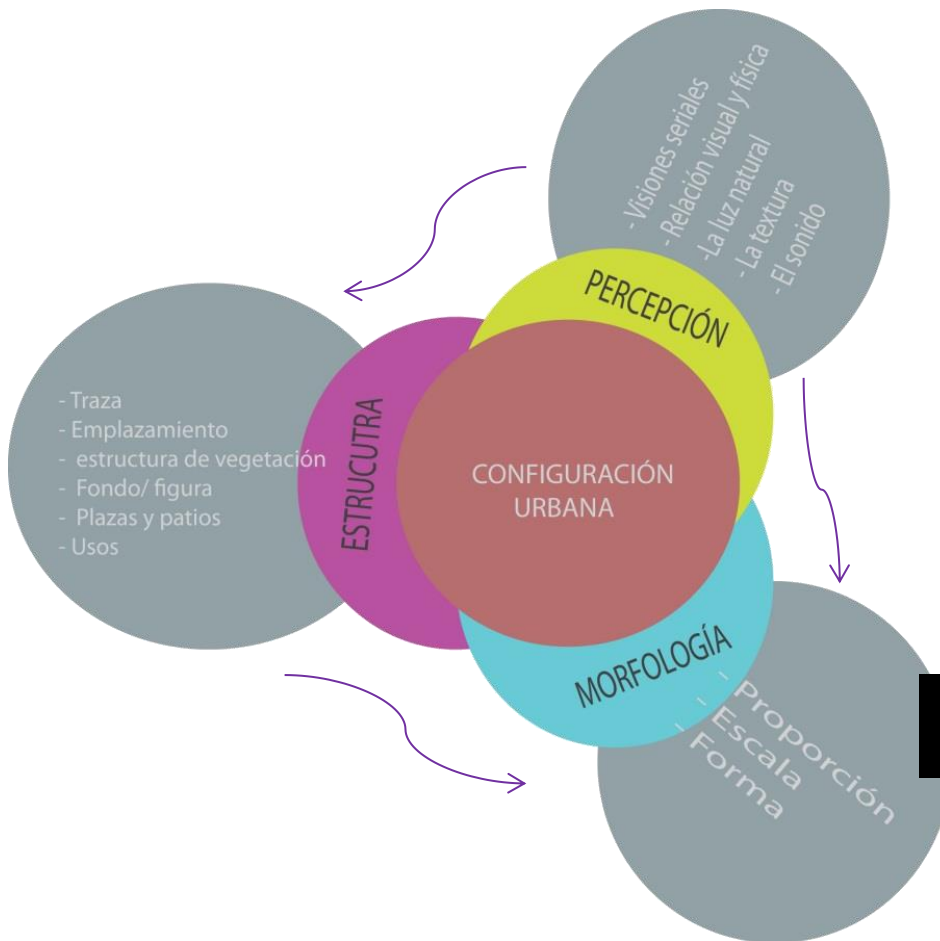 - Visiones seriales
- Relación visual y física
- La luz natural
- La textura
- El sonido
PERCEPCIÓN
- Traza
- Emplazamiento
- estructura de vegetación
- Fondo/ figura
- Plazas y patios
- Usos
ESTRUCUTRA
CONFIGURACIÓN
URBANA
MORFOLOGÍA
- Proporción
- Escala
- Forma